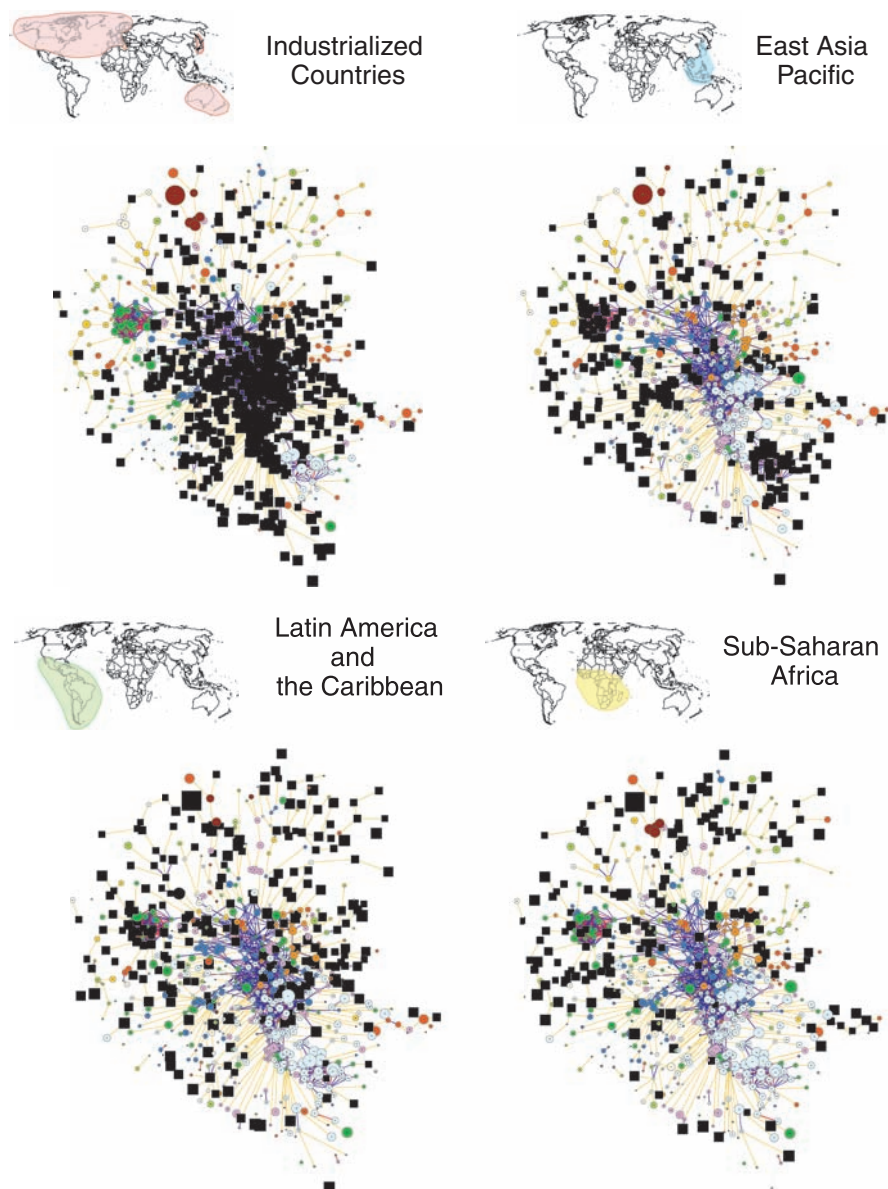 Industrialized
Countries
East Asia
Pacific
Latin America
and
the Caribbean
Sub-Saharan
Africa